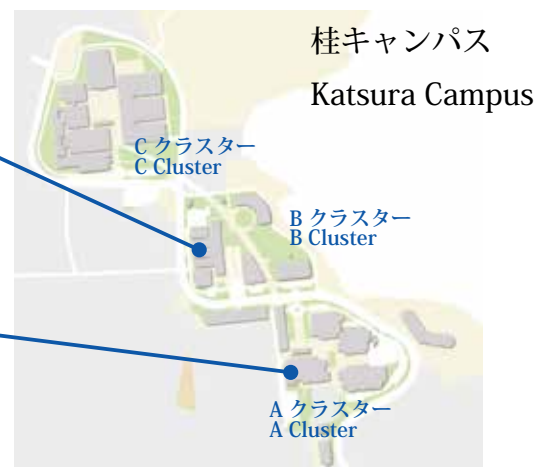 桂キャンパス
Katsura Campus
C クラスター
C Cluster
B クラスター
B Cluster
A クラスター
A Cluster